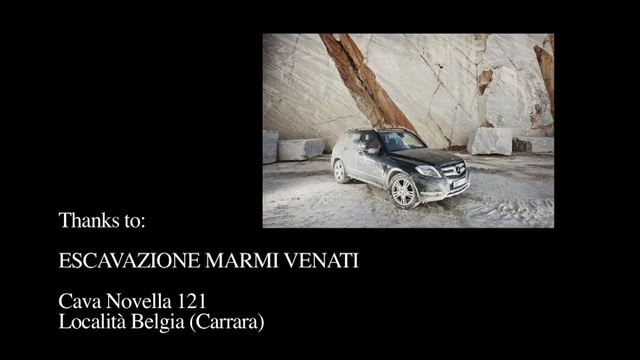 Thanks to:
ESCAVAZIONE MARMI VENATI
Cava Novella 121
Località Belgia (Carrara)